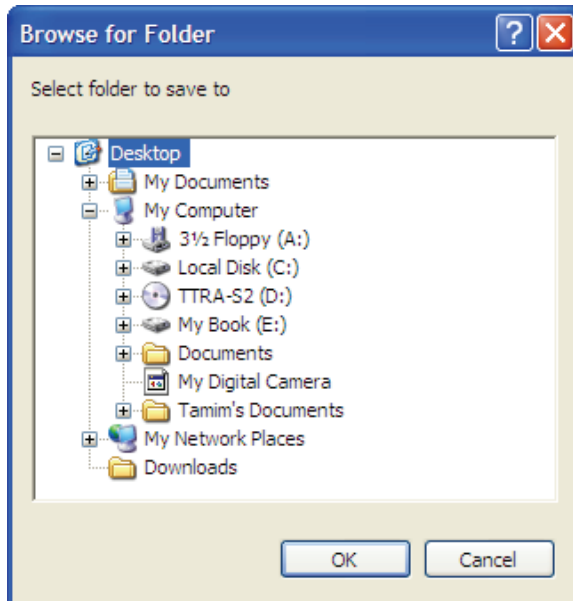 Browse for Folder
Select folder to save to
Desktop
My Documents
My Computer
3½ Floppy (A:)
Local Disk (C:)
TTRA-S2 (D:)
My Book (E:)
Documents
My Digital Camera
Tamim's Documents
My Network Places
Downloads
OK Cancel